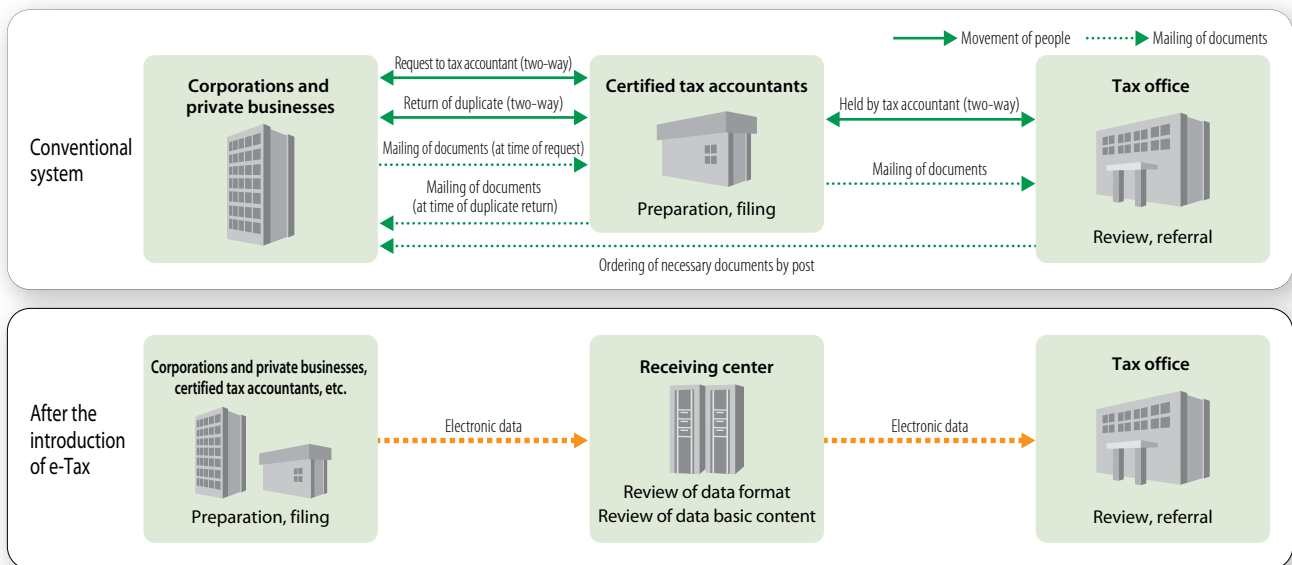 Movement of people
Mailing of documents
Conventional
system
Corporations and
private businesses
Request to tax accountant (two-way)
Return of duplicate (two-way)
Mailing of documents (at time of request)
Mailing of documents
(at time of duplicate return)
Certified tax accountants
Preparation, filing
Held by tax accountant (two-way)
Mailing of documents
Tax office
Review, referral
Ordering of necessary documents by post
After the
introduction
of e-Tax
Corporations and private businesses,
certified tax accountants, etc.
Preparation, filing
Electronic data
Receiving center
Review of data format
Review of data basic content
Electronic data
Tax office
Review, referral